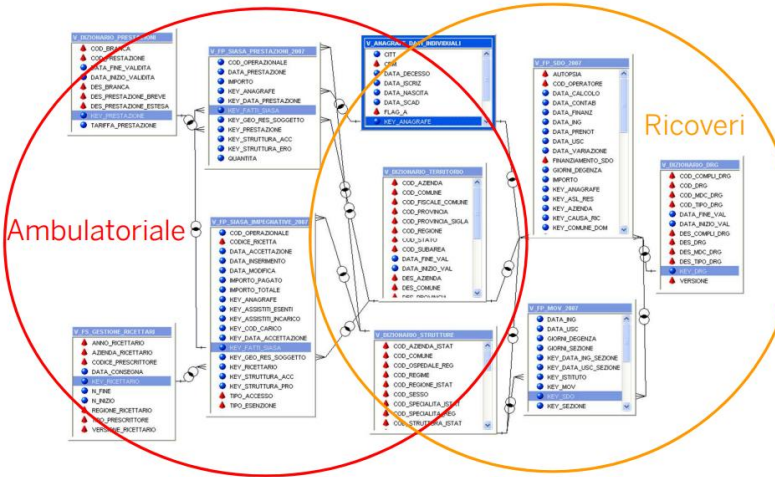 V_DIZIONARIO_PRESTAZIONI
COD_BRANCA
COD_PRESTAZIONE
DATA_FINE_VALIDITA
DATA_INIZIO_VALIDITA
DES_BRANCA
DES_PRESTAZIONE_BREVE
DES_PRESTAZIONE_ESTESA
KEY_PRESTAZIONE
TARIFFA_PRESTAZIONE
V_FP_SIASA_PRESTAZIONI_2007
COD_OPERAZIONALE
DATA_PRESTAZIONE
IMPORTO
KEY_ANAGRAFE
KEY_DATA_PRESTAZIONE
KEY_FATTI_SIASA
KEY_GEO_RES_SOGGETTO
KEY_PRESTAZIONE
KEY_STRUTTURA_ACC
KEY_STRUTTURA_ERO
QUANTITA
V_ANAGRAFE_DATI_INDIVIDUALI
CITT
DATA_DECESSO
DATA_ISCRIZ
DATA_NASCITA
DATA_SCAD
FLAG_A
KEY_ANAGRAFE
V_FP_SDO_2007
AUTOPSIA
COD_OPERATORE
DATA_CALCOLO
DATA_CONTAB
DATA_FINANZ
DATA_ING
DATA_PRENOT
DATA_USC
DATA_VARIAZIONE
FINANZIAMENTO_SDO
GIORNI_DEGENZA
IMPORTO
KEY_ANAGRAFE
KEY_ASL_RES
KEY_AZIENDA
KEY_CAUSA_RIC
KEY_COMUNE_DOM
Ricoveri
V_DIZIONARIO_DRG
COD_COMPLI_DRG
COD_DRG
COD_MDC_DRG
COD_TIPO_DRG
DATA_FINE_VAL
DATA_INIZIO_VAL
DES_COMPLI_DRG
DES_DRG
DES_MDC_DRG
DES_TIPO_DRG
KEY_DRG
VERSIONE
Ambulatoriale
V_DIZIONARIO_TERRITORIO
COD_AZIENDA
COD_COMUNE
COD_FISCALE_COMUNE
COD_PROVINCIA
COD_PROVINCIA_SIGLA
COD_REGIONE
COD_STATO
COD_SUBAREA
DATA_FINE_VAL
DATA_INIZIO_VAL
DES_AZIENDA
DES_COMUNE
DES_PROVINCIA
V_FP_SIASA_IMPEGNATIVE_2007
COD_OPERAZIONALE
CODICE_RICETTA
DATA_ACCETTAZIONE
DATA_INSERIMENTO
DATA_MODIFICA
IMPORTO_PAGATO
IMPORTO_TOTALE
KEY_ANAGRAFE
KEY_ASSISTITI_ESENTI
KEY_ASSISTITI_INCARICO
KEY_COD_CARICO
KEY_DATA_ACCETTAZIONE
KEY_FATTI_SIASA
KEY_GEO_RES_SOGGETTO
KEY_RICETTARIO
KEY_STRUTTURA_ACC
KEY_STRUTTURA_PRO
TIPO_ACCESSO
TIPO_ESENZIONE
V_FS_GESTIONE_RICETTARI
ANNO_RICETTARIO
AZIENDA_RICETTARIO
CODICE_PRESCRITTORE
DATA_CONSEGNA
KEY_RICETTARIO
N_FINE
N_INIZIO
REGIONE_RICETTARIO
TIPO_PRESCRITTORE
VERSIONE_RICETTARIO
V_DIZIONARIO_STRUTTURE
COD_AZIENDA_ISTAT
COD_COMUNE
COD_OSPEDALE_REG
COD_REGIME
COD_REGIONE_ISTAT
COD_SESSO
COD_SPECIALITA_ISTAT
COD_SPECIALITA_REG
COD_STRUTTURA_ISTAT
V_FP_MOV_2007
DATA_ING
DATA_USC
GIORNI_DEGENZA
GIORNI_SEZIONE
KEY_DATA_ING_SEZIONE
KEY_DATA_USC_SEZIONE
KEY_ISTITUTO
KEY_MOV
KEY_SDO
KEY_SEZIONE